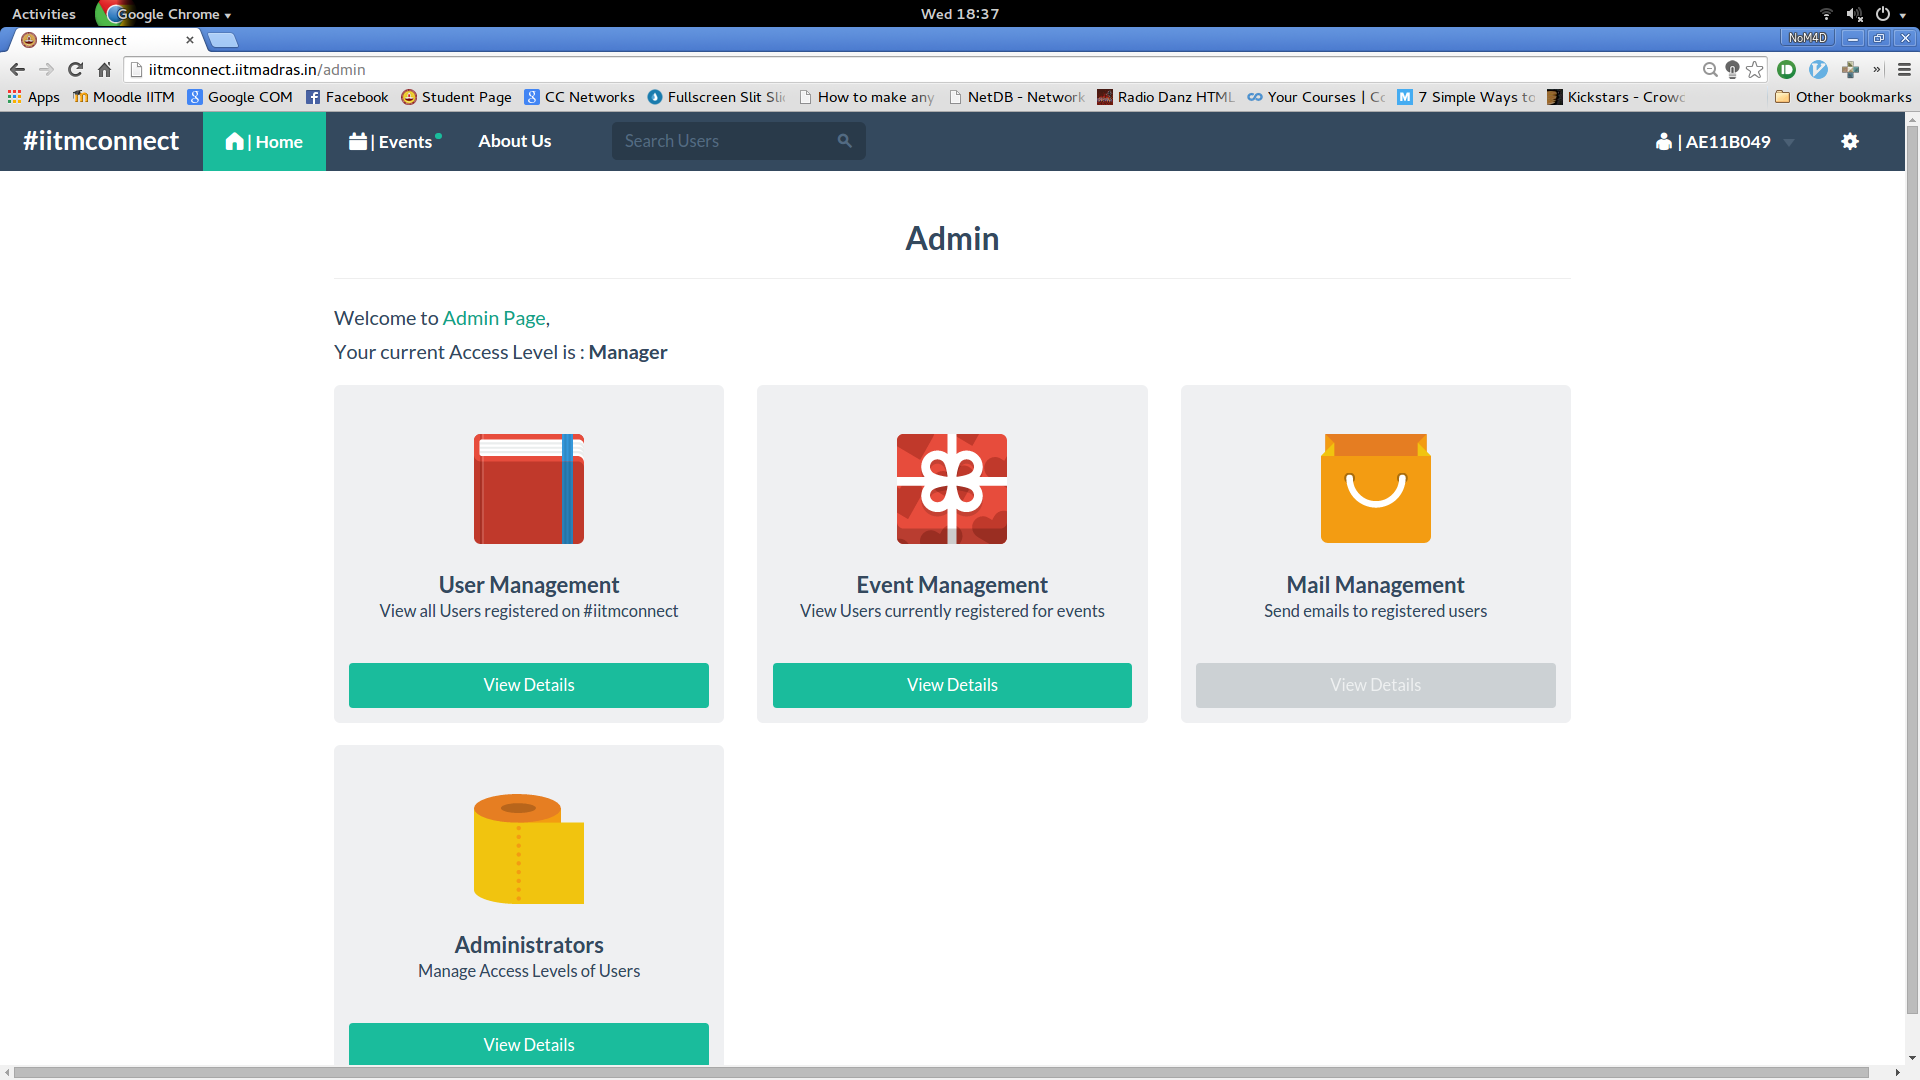 Activities Google Chrome Wed 18:37
#iitmconnect NoM4D
iitmconnect.iitmadras.in/admin
Apps Moodle IITM Google COM Facebook Student Page CC Networks Fullscreen Slit Sli How to make any NetDB - Network Radio Danz HTML Your Courses | Co 7 Simple Ways to Kickstars - Crowd » Other bookmarks
#iitmconnect | Home | Events About Us Search Users | AE11B049
Admin
Welcome to Admin Page,
Your current Access Level is : Manager
User Management
View all Users registered on #iitmconnect
View Details
Event Management
View Users currently registered for events
View Details
Mail Management
Send emails to registered users
View Details
Administrators
Manage Access Levels of Users
View Details